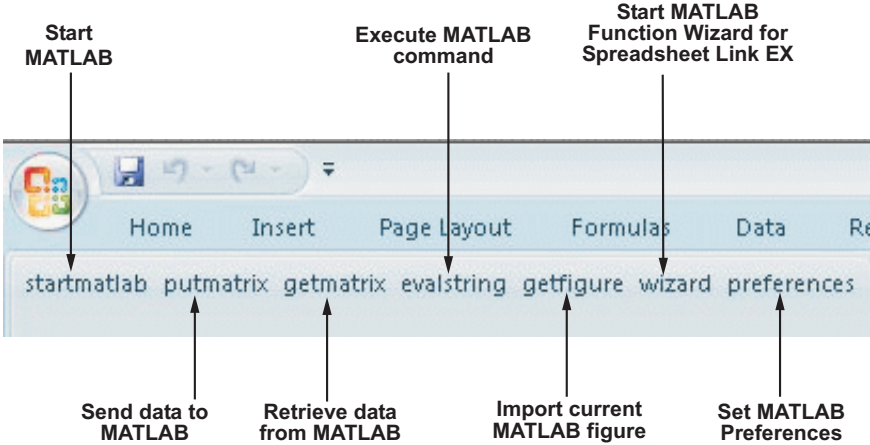 Start
MATLAB
Execute MATLAB
command
Start MATLAB
Function Wizard for
Spreadsheet Link EX
Home Insert Page Layout Formulas Data Re
startmatlab putmatrix getmatrix evalstring getfigure wizard preferences
Send data to
MATLAB
Retrieve data
from MATLAB
Import current
MATLAB figure
Set MATLAB
Preferences